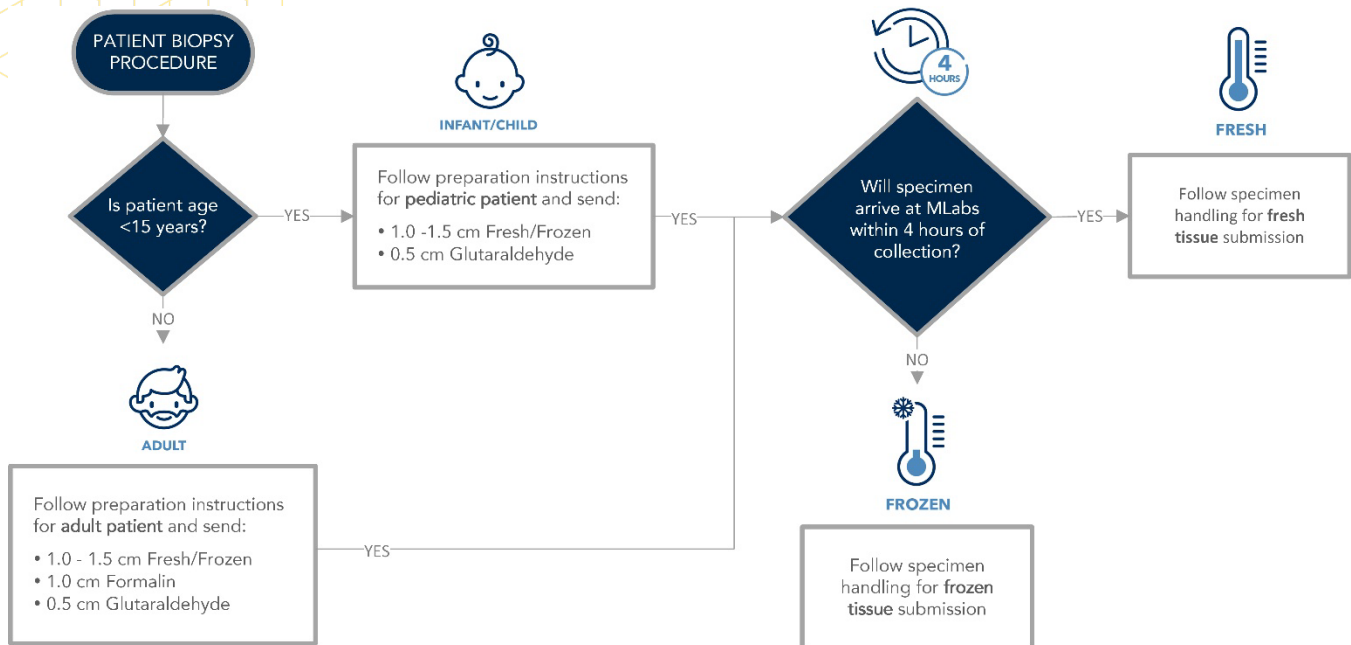 PATIENT BIOPSY
PROCEDURE
Is patient age
<15 years?
YES
NO
INFANT/CHILD
Follow preparation instructions
for pediatric patient and send:
• 1.0 -1.5 cm Fresh/Frozen
• 0.5 cm Glutaraldehyde
YES
ADULT
Follow preparation instructions
for adult patient and send:
• 1.0 - 1.5 cm Fresh/Frozen
• 1.0 cm Formalin
• 0.5 cm Glutaraldehyde
YES
4
HOURS
Will specimen
arrive at MLabs
within 4 hours of
collection?
YES
NO
FRESH
Follow specimen
handling for fresh
tissue submission
FROZEN
Follow specimen
handling for frozen
tissue submission